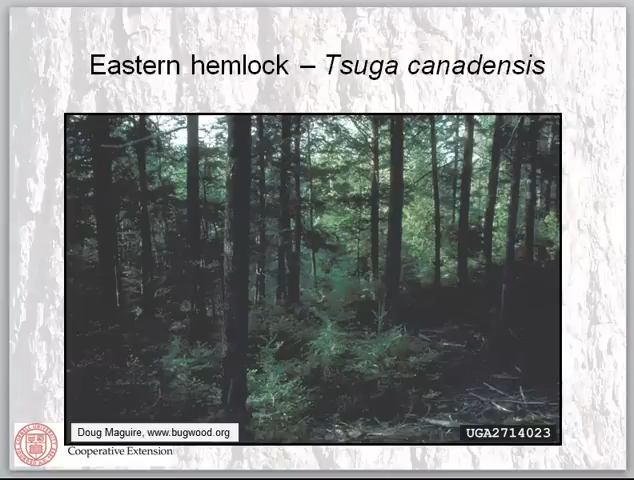 Eastern hemlock – Tsuga canadensis
Doug Maguire, www.bugwood.org
UGA2714023
Cooperative Extension